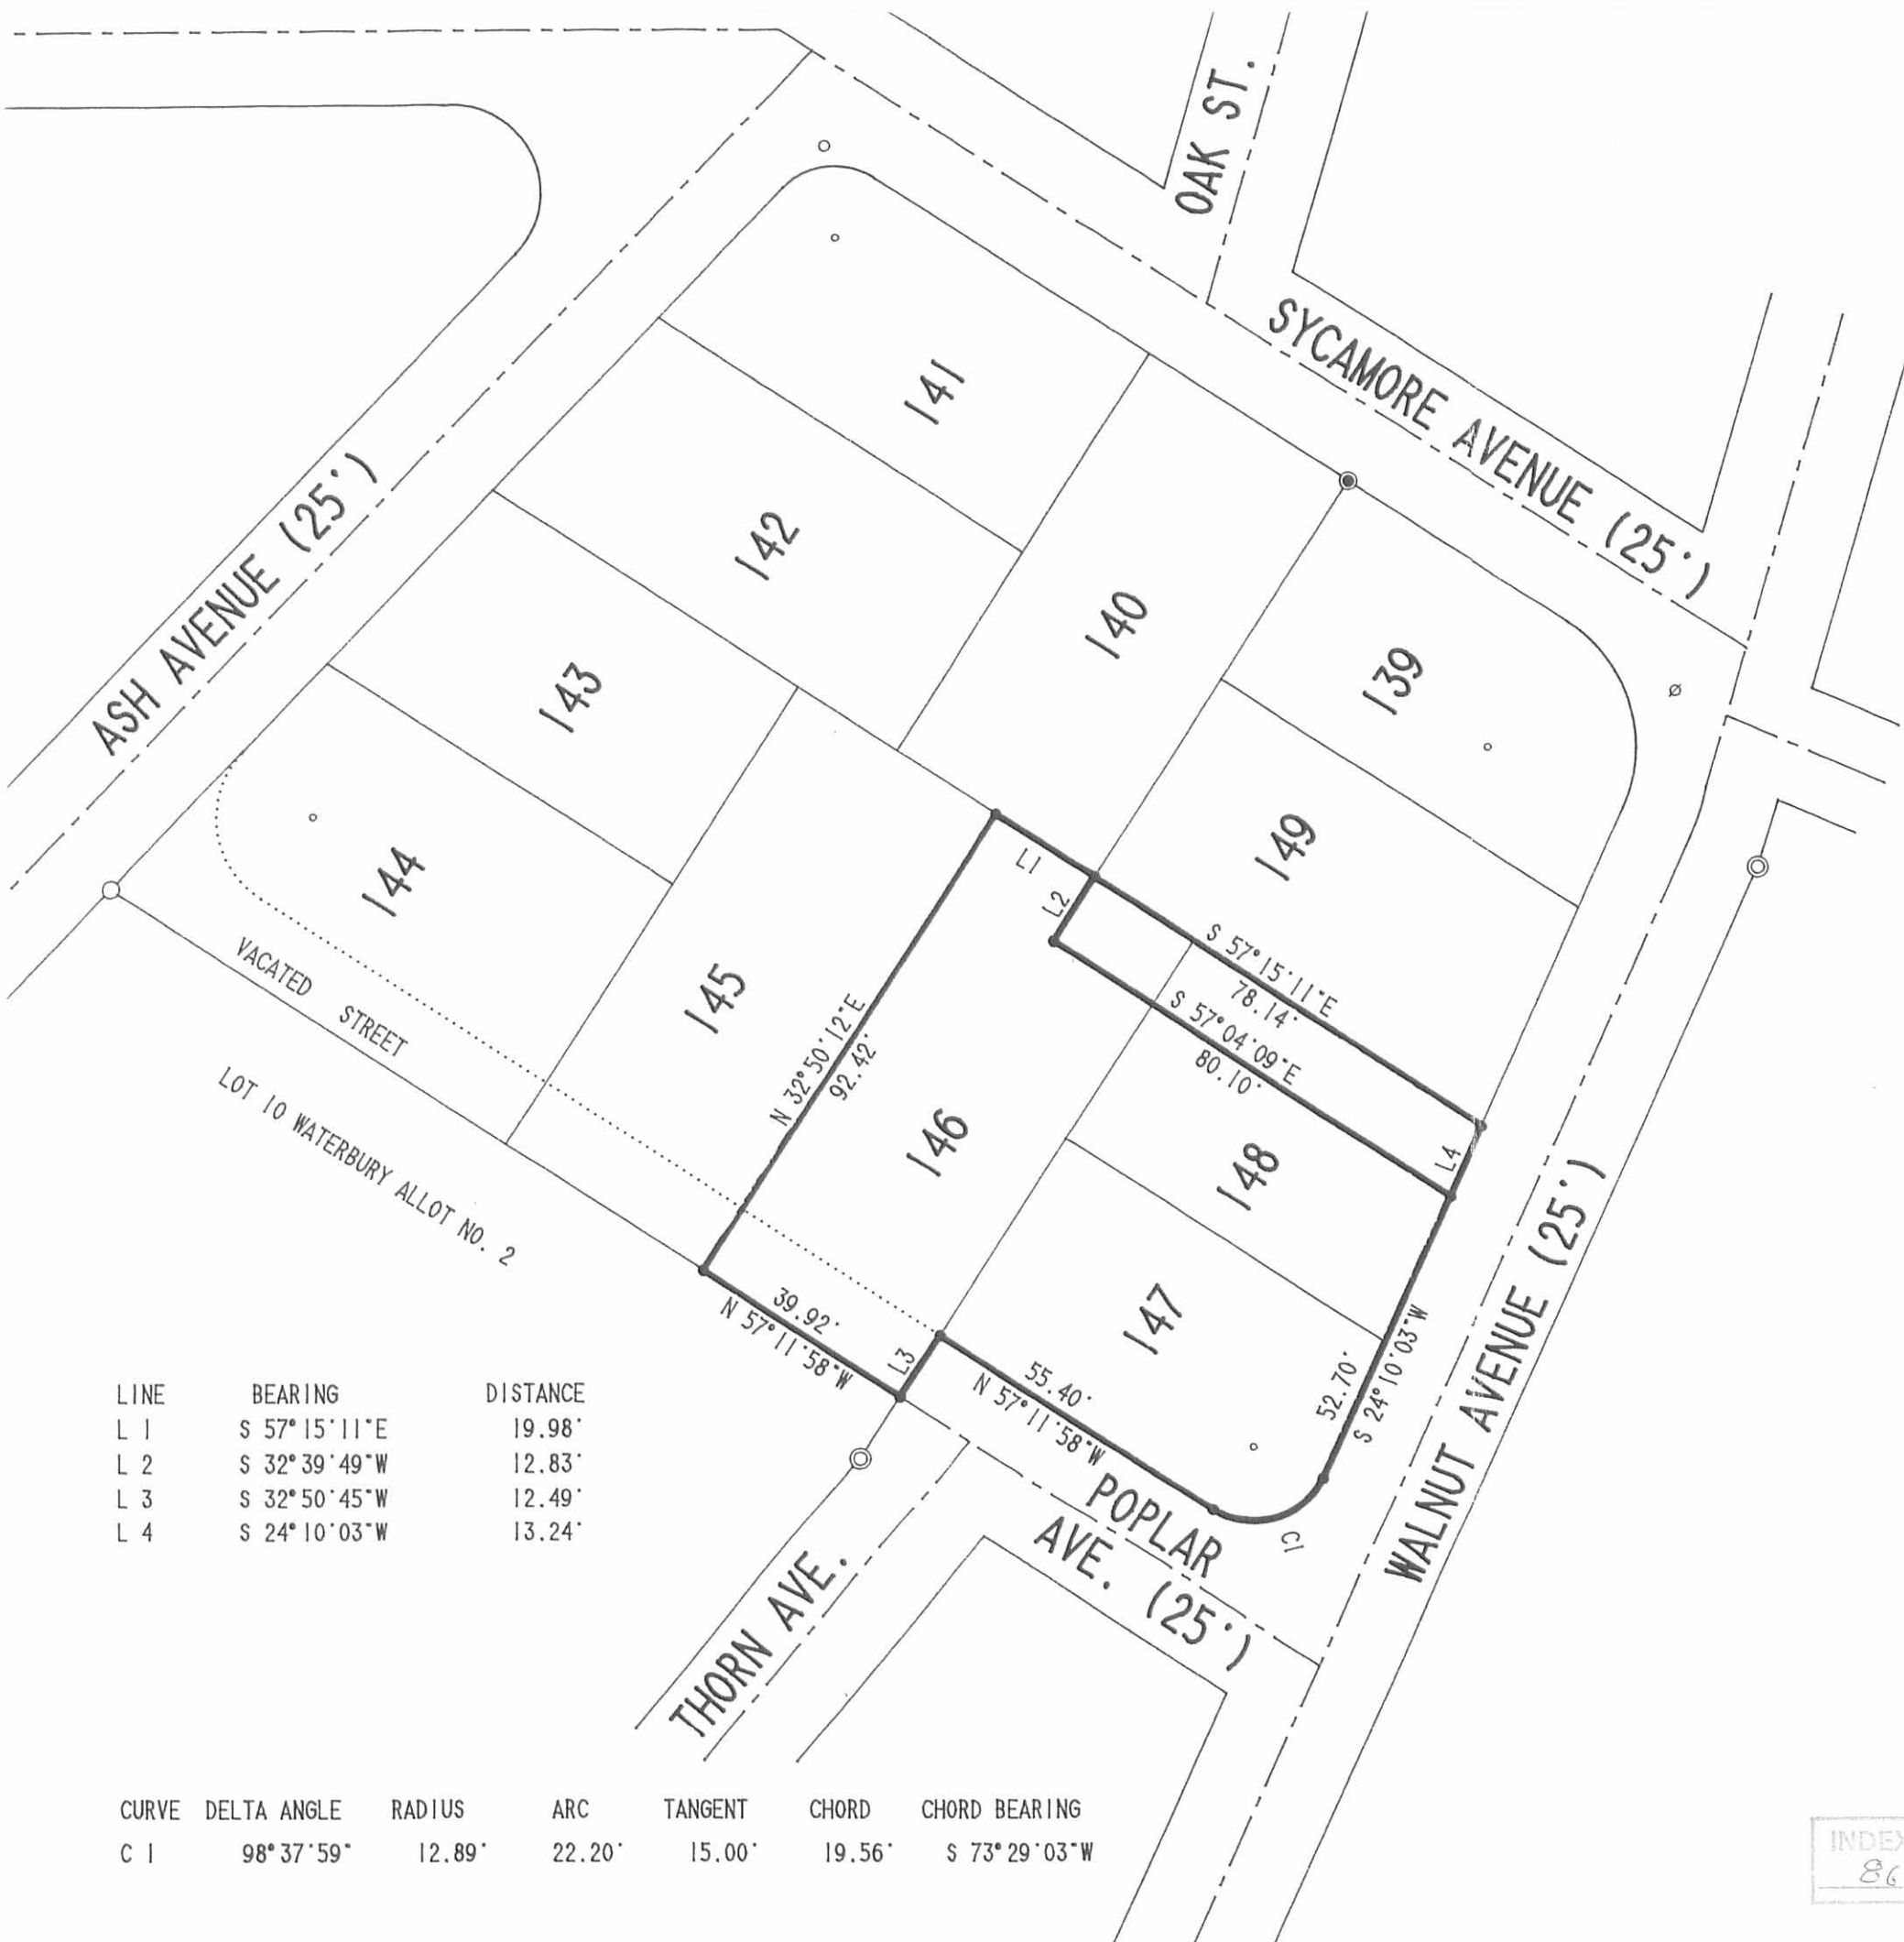 OAK ST.
SYCAMORE AVENUE (25')
ASH AVENUE (25')
141
142
140
143
139
149
144
145
146
148
147
L1
L2
S 57°15'11"E
78.14'
S 57°04'09"E
80.10'
N 32°50'12"E
92.42'
VACATED STREET
LOT 10 WATERBURY ALLOT NO. 2
L4
39.92'
N 57°11'58"W
L3
55.40'
N 57°11'58"W
52.70'
S 24°10'03"W
C1
WALNUT AVENUE (25')
POPLAR
AVE. (25')
THORN AVE.
LINE BEARING DISTANCE
L 1 S 57°15'11"E 19.98'
L 2 S 32°39'49"W 12.83'
L 3 S 32°50'45"W 12.49'
L 4 S 24°10'03"W 13.24'
CURVE DELTA ANGLE RADIUS ARC TANGENT CHORD CHORD BEARING
C 1 98°37'59" 12.89' 22.20' 15.00' 19.56' S 73°29'03"W
INDEX
86